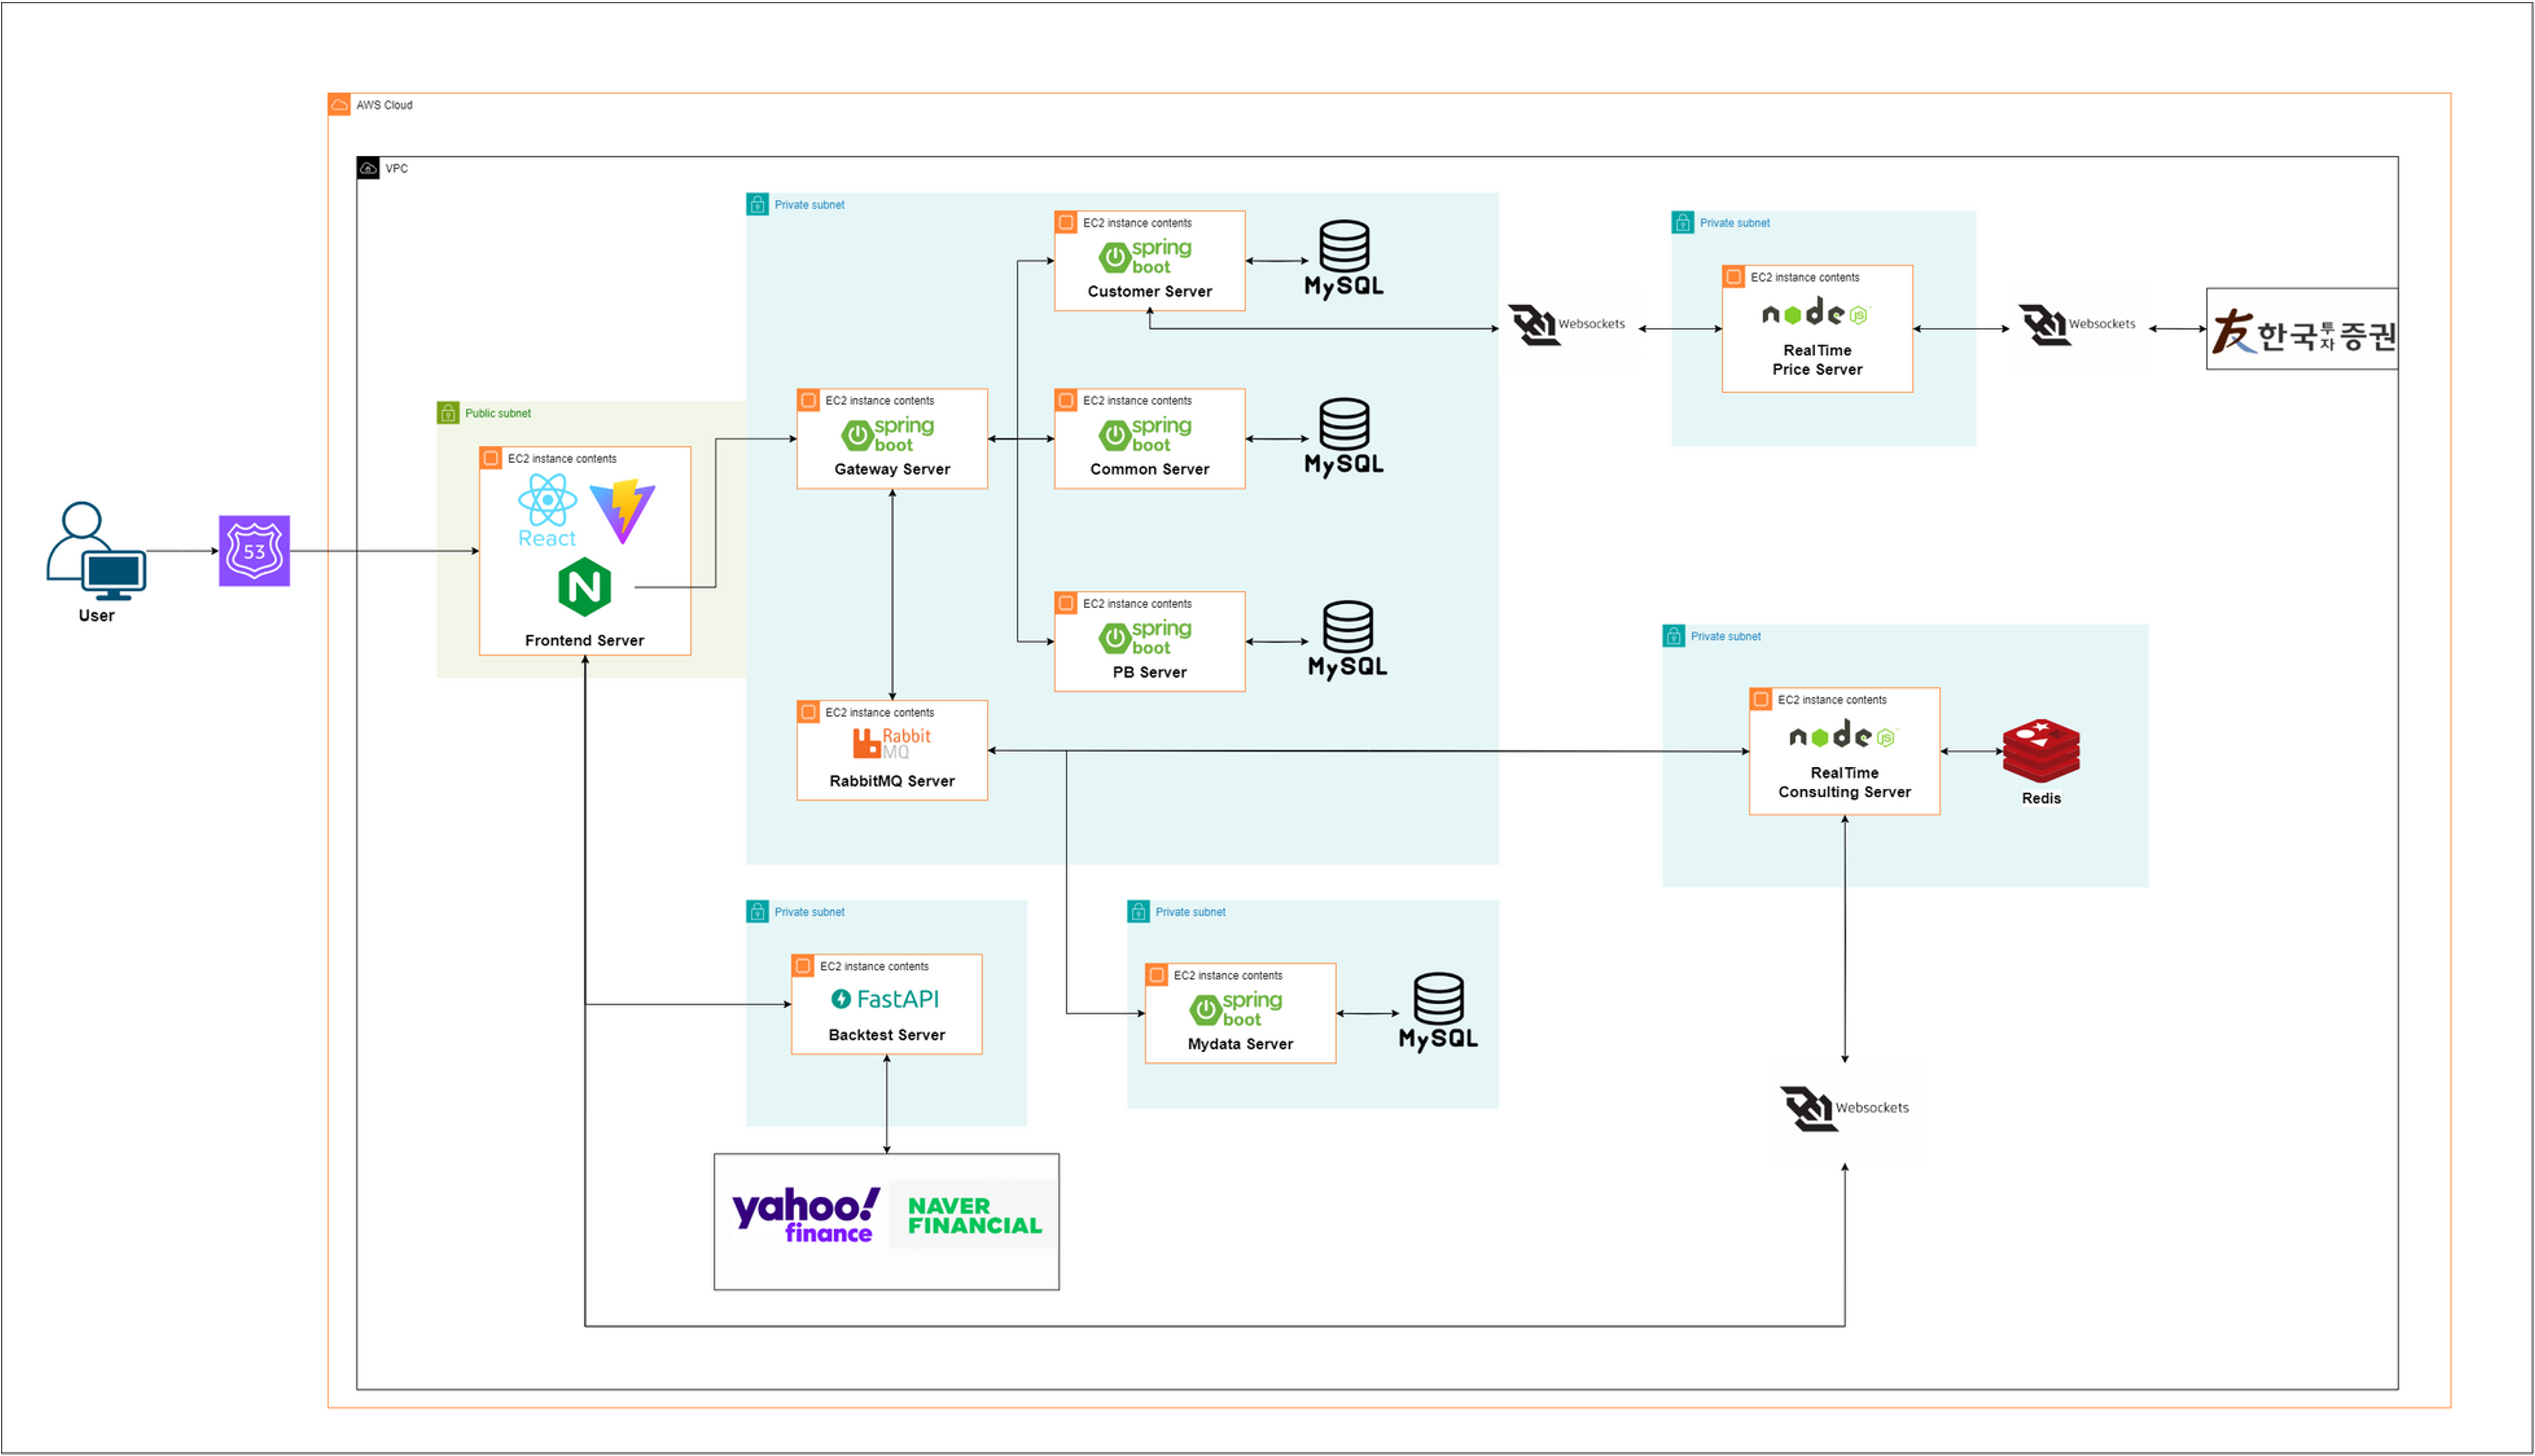 AWS Cloud
VPC
Private subnet
EC2 instance contents
spring
boot
Customer Server
MySQL
Websockets
Private subnet
EC2 instance contents
node
JS
RealTime
Price Server
Websockets
友한국투자증권
Public subnet
EC2 instance contents
React
N
Frontend Server
User
53
EC2 instance contents
spring
boot
Gateway Server
EC2 instance contents
spring
boot
Common Server
MySQL
EC2 instance contents
spring
boot
PB Server
MySQL
EC2 instance contents
Rabbit
MQ
RabbitMQ Server
Private subnet
EC2 instance contents
node
JS
RealTime
Consulting Server
Redis
Private subnet
EC2 instance contents
FastAPI
Backtest Server
Private subnet
EC2 instance contents
spring
boot
Mydata Server
MySQL
Websockets
yahoo!
finance
NAVER
FINANCIAL